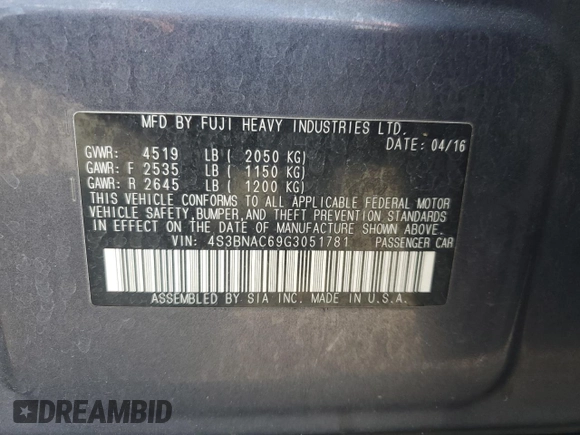 MFD BY FUJI HEAVY INDUSTRIES LTD.
DATE: 04/16
GVWR: 4519 LB ( 2050 KG)
GAWR: F 2535 LB ( 1150 KG)
GAWR: R 2645 LB ( 1200 KG)
THIS VEHICLE CONFORMS TO ALL APPLICABLE FEDERAL MOTOR
VEHICLE SAFETY, BUMPER, AND THEFT PREVENTION STANDARDS
IN EFFECT ON THE DATE OF MANUFACTURE SHOWN ABOVE.
VIN: 4S3BNAC69G3051781 PASSENGER CAR
ASSEMBLED BY SIA INC. MADE IN U.S.A.
DREAMBID